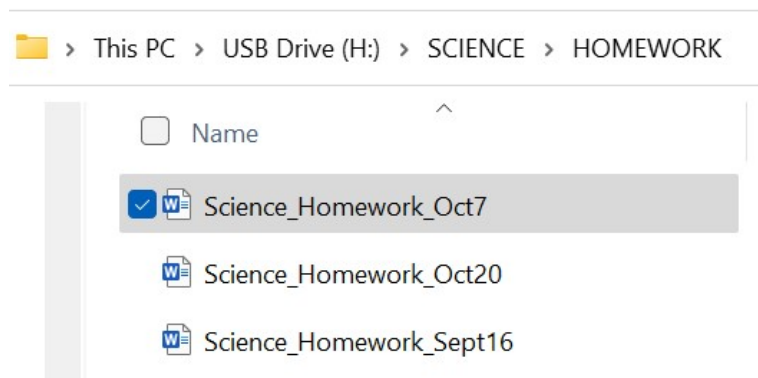 This PC > USB Drive (H:) > SCIENCE > HOMEWORK
Name
Science_Homework_Oct7
Science_Homework_Oct20
Science_Homework_Sept16